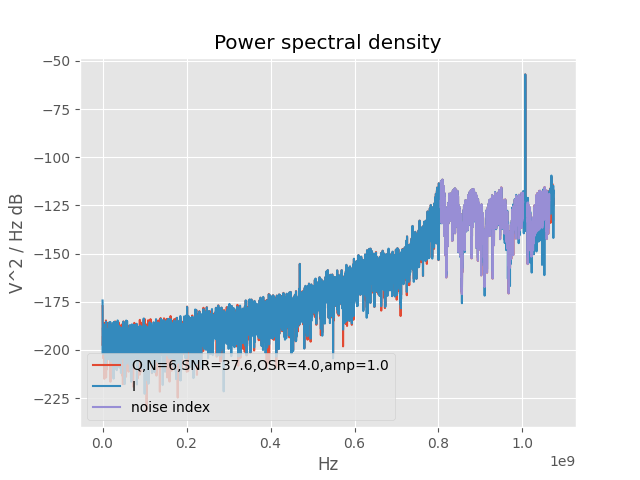 Power spectral density
V^2 / Hz dB
−50
−75
−100
−125
−150
−175
−200
−225
Q,N=6,SNR=37.6,OSR=4.0,amp=1.0
I
noise index
0.0 0.2 0.4 0.6 0.8 1.0
1e9
Hz